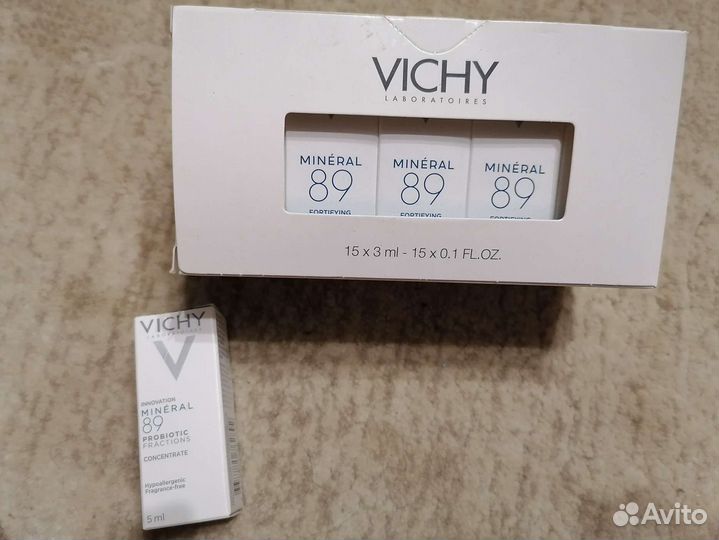 VICHY
LABORATOIRES
MINÉRAL MINÉRAL MINÉRAL
89 89 89
FORTIFYING FORTIFYING FORTIFYING
15 x 3 ml - 15 x 0.1 FL.OZ.
VICHY
LABORATOIRES
V
INNOVATION
MINÉRAL
89
PROBIOTIC
FRACTIONS
CONCENTRATE
Hypoallergenic
Fragrance-free
5 ml
Avito